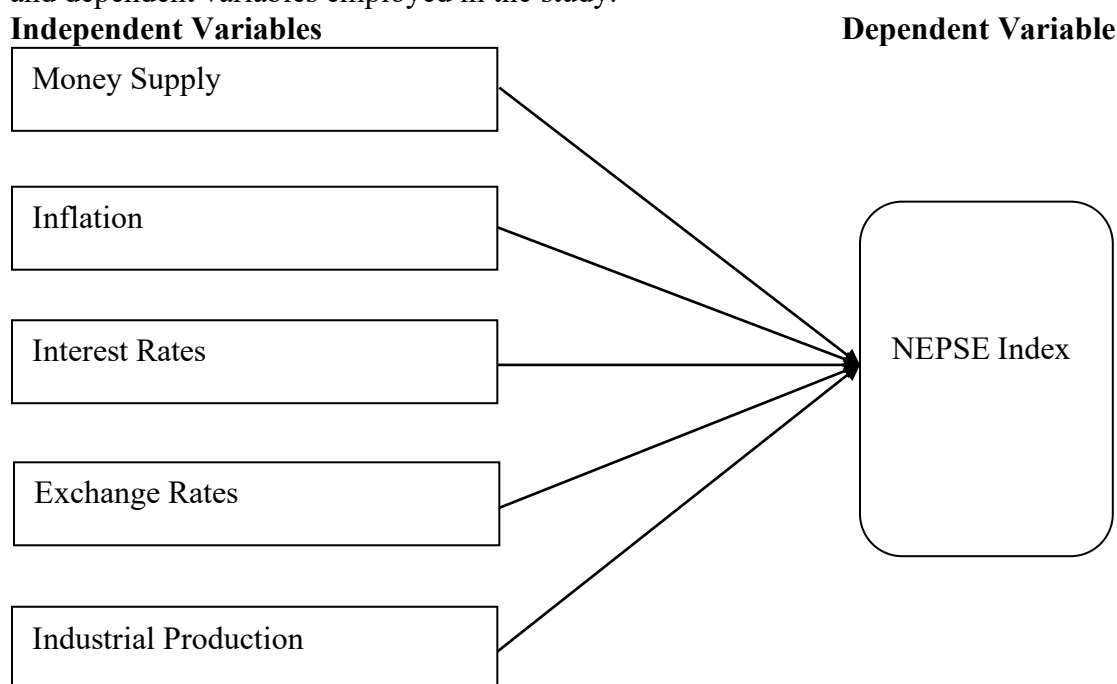 and dependent variables employed in the study.
Independent Variables
Dependent Variable
Money Supply
Inflation
Interest Rates
NEPSE Index
Exchange Rates
Industrial Production